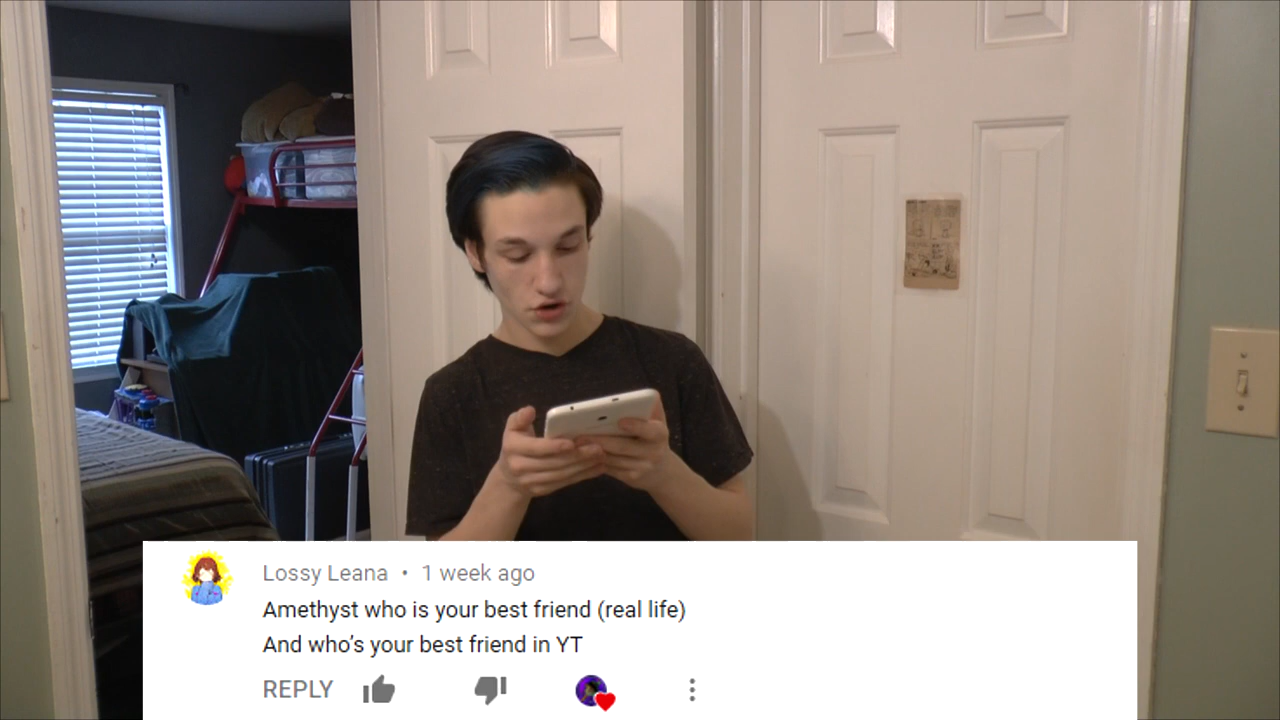 Lossy Leana • 1 week ago
Amethyst who is your best friend (real life)
And who’s your best friend in YT
REPLY